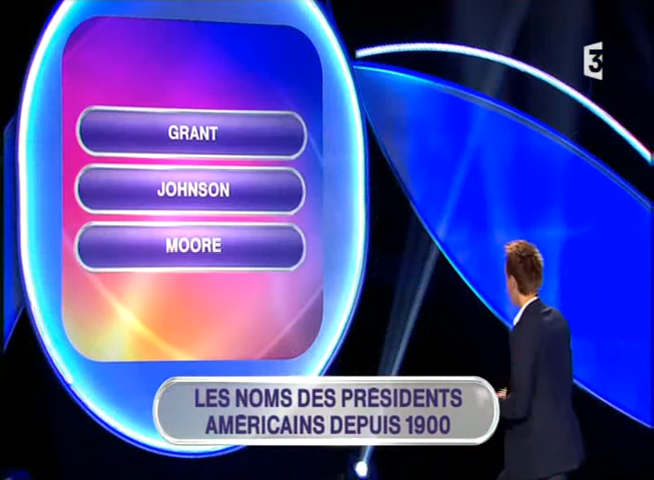 3
GRANT
JOHNSON
MOORE
LES NOMS DES PRÉSIDENTS
AMÉRICAINS DEPUIS 1900